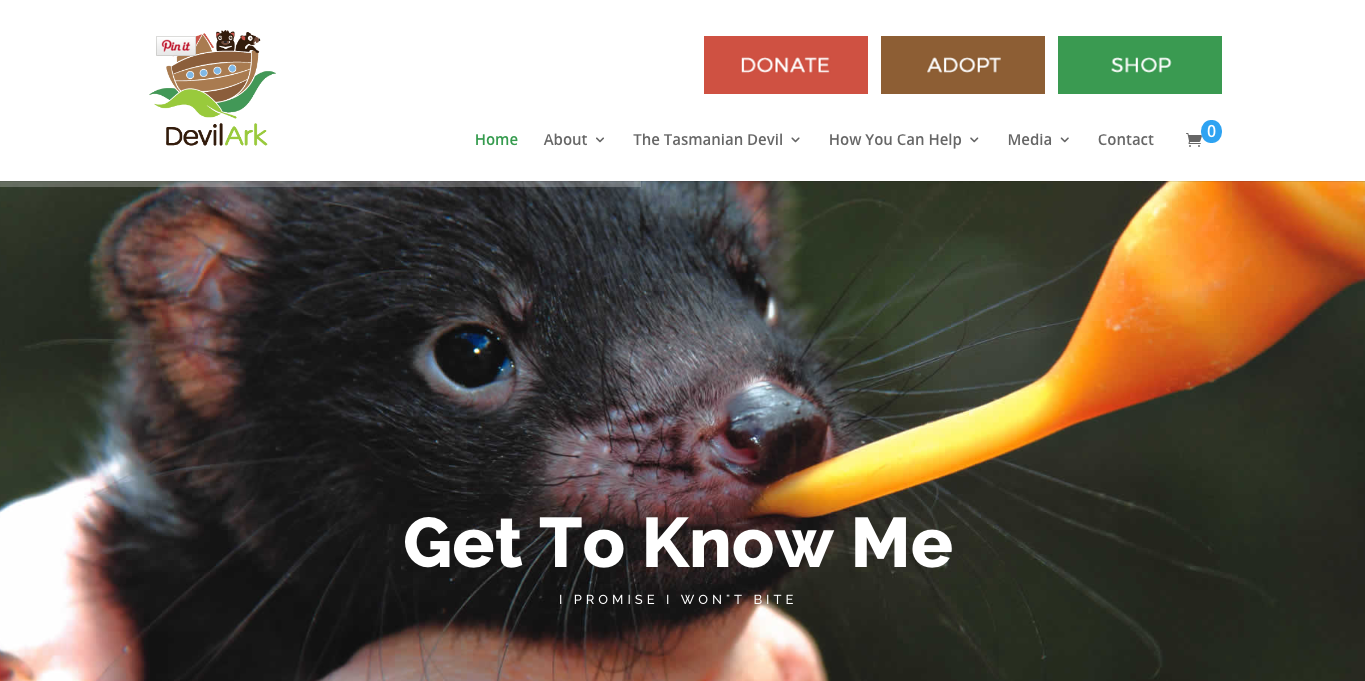 Pin it
DevilArk
DONATE ADOPT SHOP
Home About The Tasmanian Devil How You Can Help Media Contact 0
Get To Know Me
I PROMISE I WON'T BITE